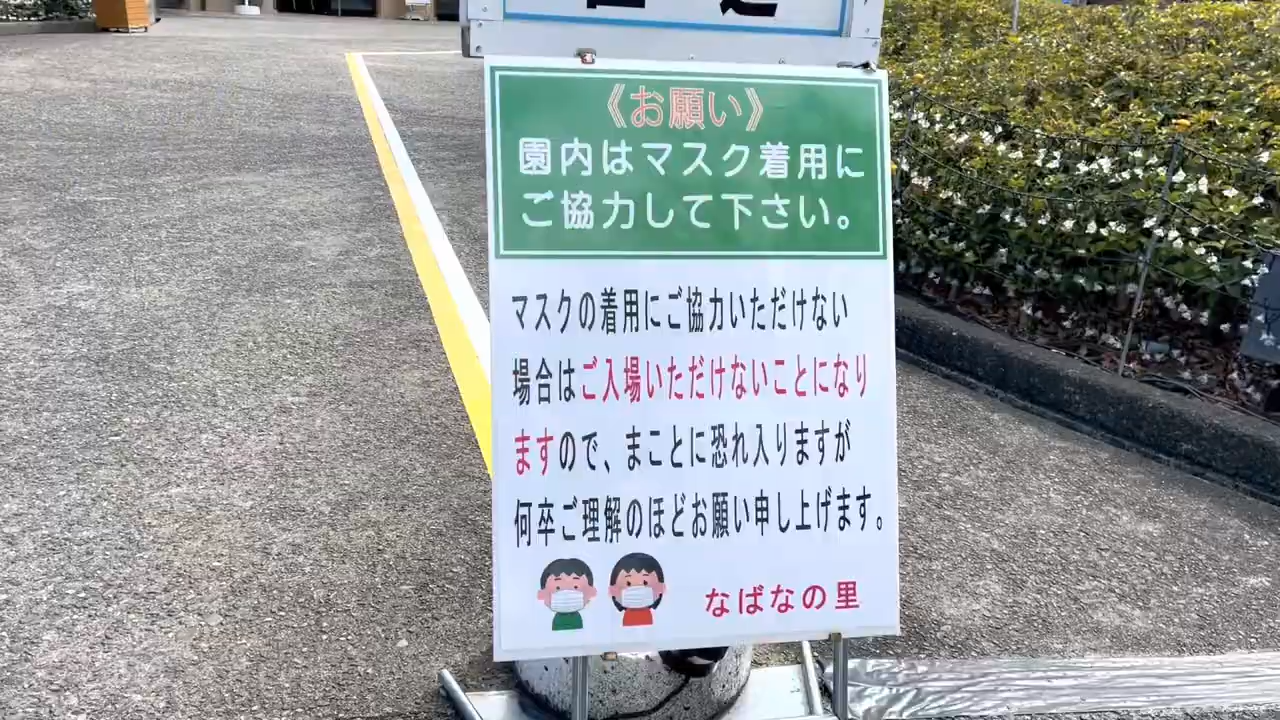 《お願い》
園内はマスク着用に
ご協力して下さい。
マスクの着用にご協力いただけない
場合はご入場いただけないことになり
ますので、まことに恐れ入りますが
何卒ご理解のほどお願い申し上げます。
なばなの里